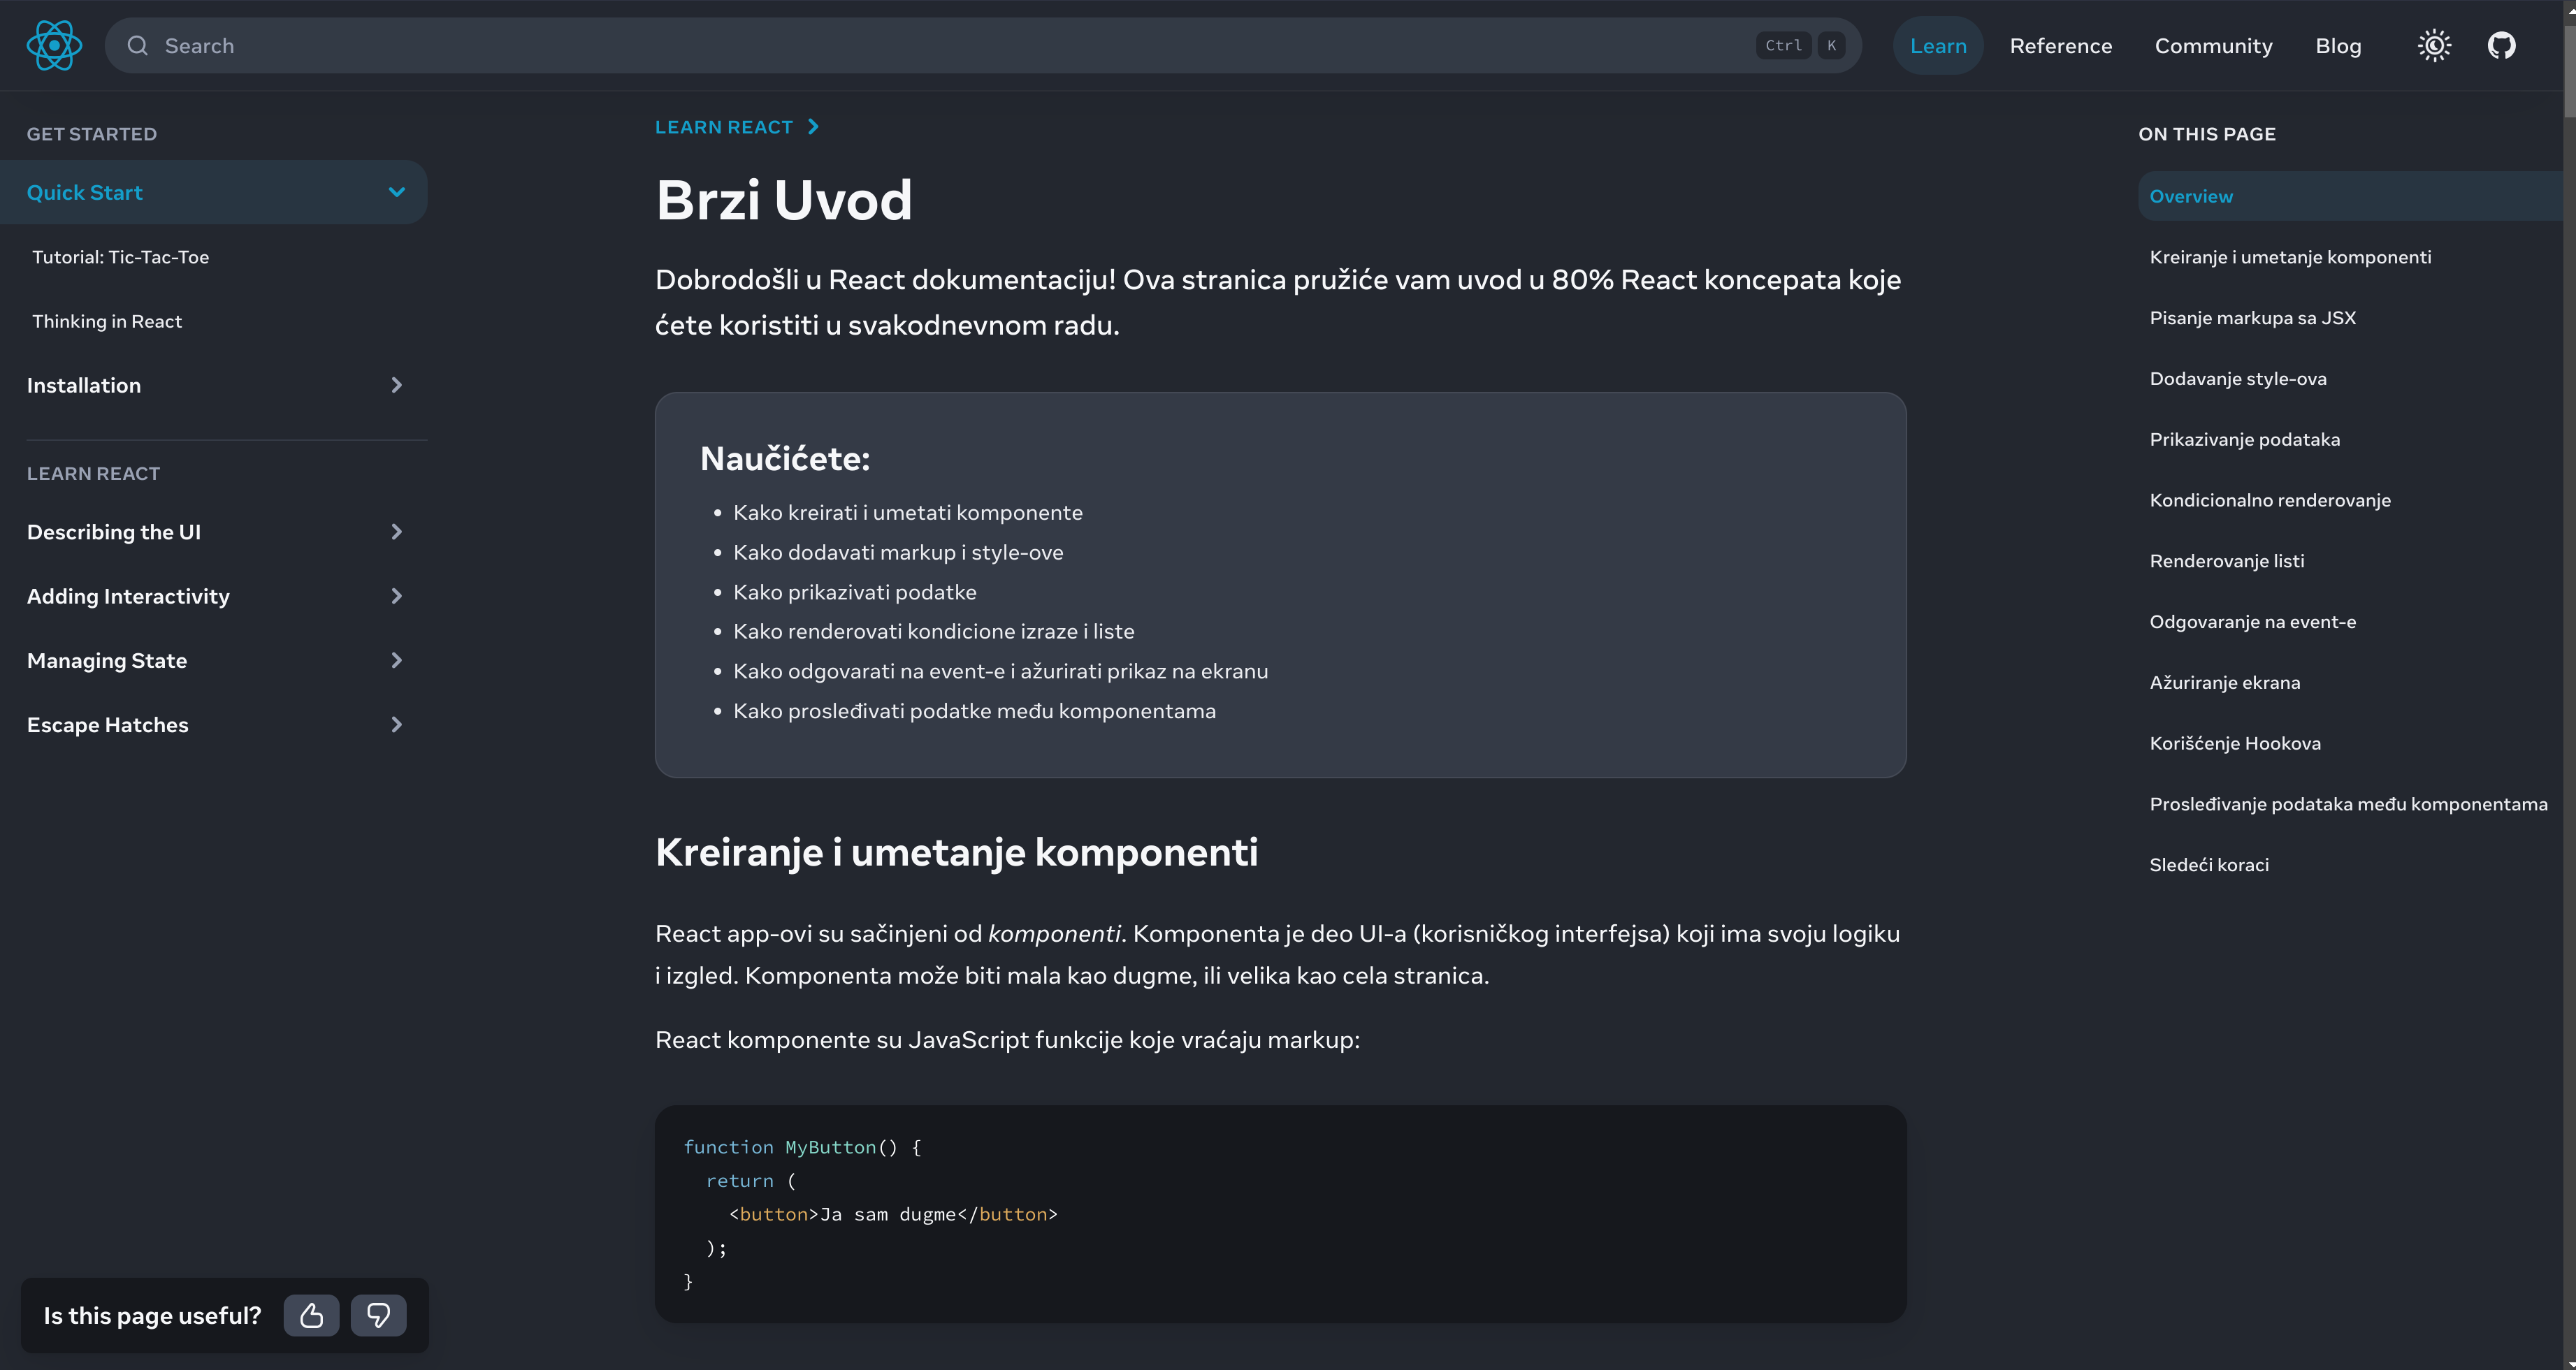 Search
Ctrl K
Learn
Reference
Community
Blog
GET STARTED
Quick Start
Tutorial: Tic-Tac-Toe
Thinking in React
Installation
LEARN REACT
Describing the UI
Adding Interactivity
Managing State
Escape Hatches
Is this page useful?
LEARN REACT
Brzi Uvod
Dobrodošli u React dokumentaciju! Ova stranica pružiće vam uvod u 80% React koncepata koje
ćete koristiti u svakodnevnom radu.
Naučićete:
• Kako kreirati i umetati komponente
• Kako dodavati markup i style-ove
• Kako prikazivati podatke
• Kako renderovati kondicione izraze i liste
• Kako odgovarati na event-e i ažurirati prikaz na ekranu
• Kako prosleđivati podatke među komponentama
Kreiranje i umetanje komponenti
React app-ovi su sačinjeni od komponenti. Komponenta je deo UI-a (korisničkog interfejsa) koji ima svoju logiku
i izgled. Komponenta može biti mala kao dugme, ili velika kao cela stranica.
React komponente su JavaScript funkcije koje vraćaju markup:
function MyButton() {
  return (
    <button>Ja sam dugme</button>
  );
}
ON THIS PAGE
Overview
Kreiranje i umetanje komponenti
Pisanje markupa sa JSX
Dodavanje style-ova
Prikazivanje podataka
Kondicionalno renderovanje
Renderovanje listi
Odgovaranje na event-e
Ažuriranje ekrana
Korišćenje Hookova
Prosleđivanje podataka među komponentama
Sledeći koraci